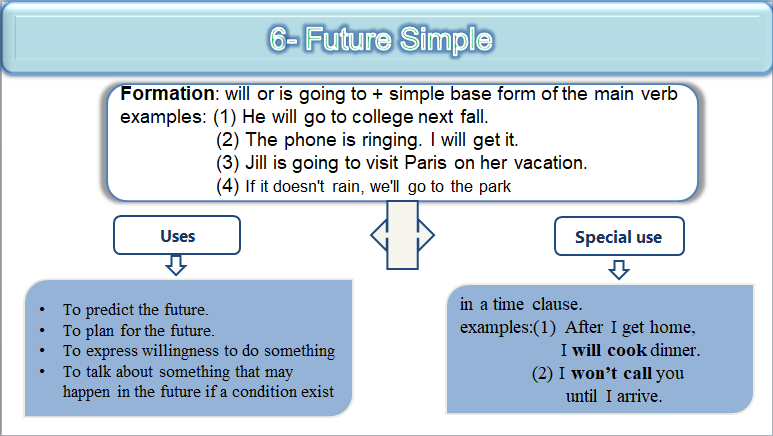 6- Future Simple
Formation: will or is going to + simple base form of the main verb
examples: (1) He will go to college next fall.
(2) The phone is ringing. I will get it.
(3) Jill is going to visit Paris on her vacation.
(4) If it doesn't rain, we'll go to the park
Uses
• To predict the future.
• To plan for the future.
• To express willingness to do something
• To talk about something that may
happen in the future if a condition exist
Special use
in a time clause.
examples:(1) After I get home,
I will cook dinner.
(2) I won’t call you
until I arrive.